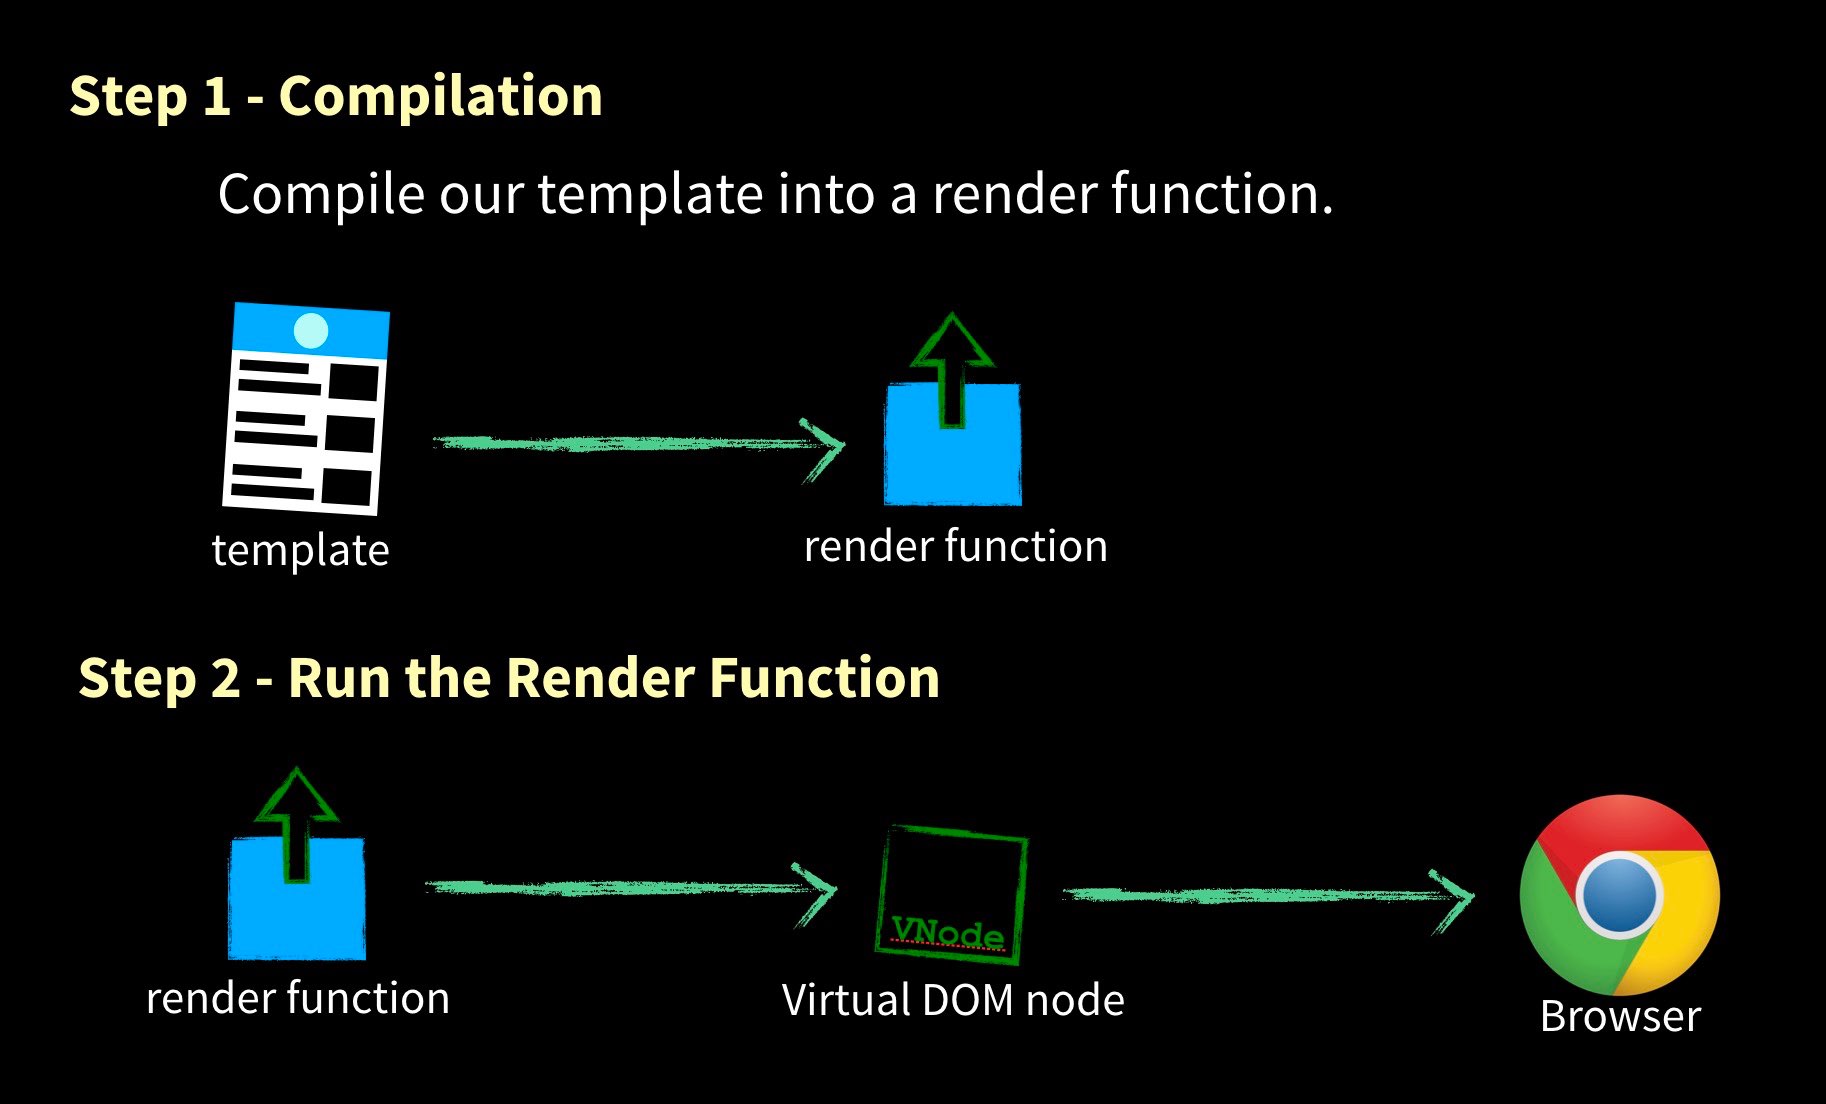 Step 1 - Compilation
Compile our template into a render function.
template
render function
Step 2 - Run the Render Function
VNode
render function
Virtual DOM node
Browser